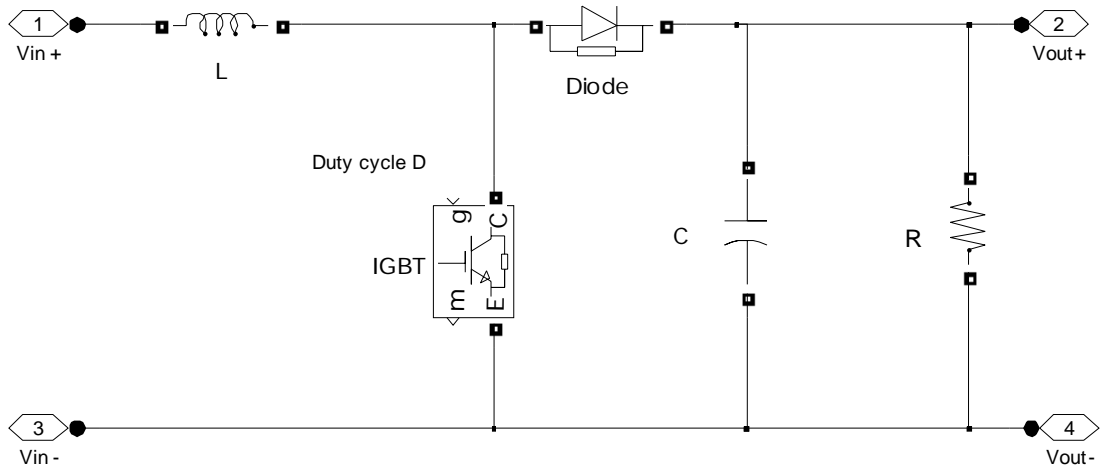 1
Vin +
L
Diode
2
Vout+
Duty cycle D
g
C
IGBT
m
E
C
R
3
Vin -
4
Vout-